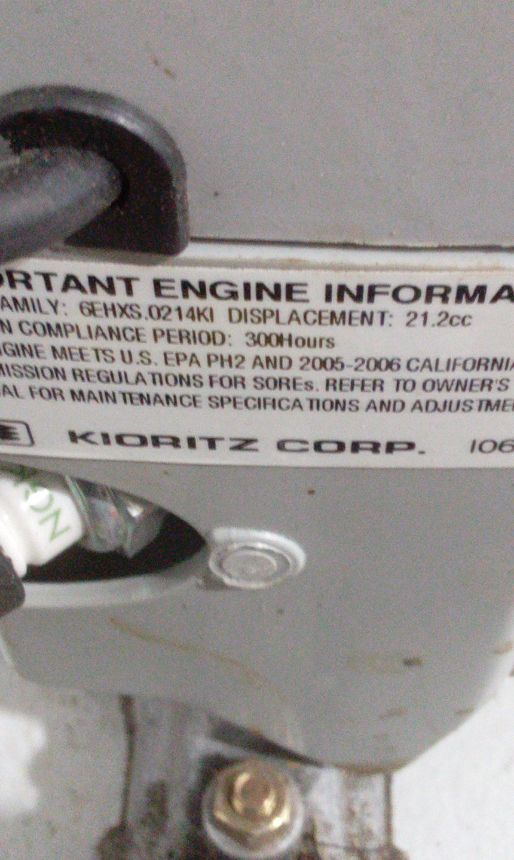 ORTANT ENGINE INFORMA
AMILY: 6EHXS.0214KI DISPLACEMENT: 21.2cc
N COMPLIANCE PERIOD: 300Hours
GINE MEETS U.S. EPA PH2 AND 2005-2006 CALIFORNIA
MISSION REGULATIONS FOR SOREs. REFER TO OWNER'S
AL FOR MAINTENANCE SPECIFICATIONS AND ADJUSTME
E KIORITZ CORP. I06